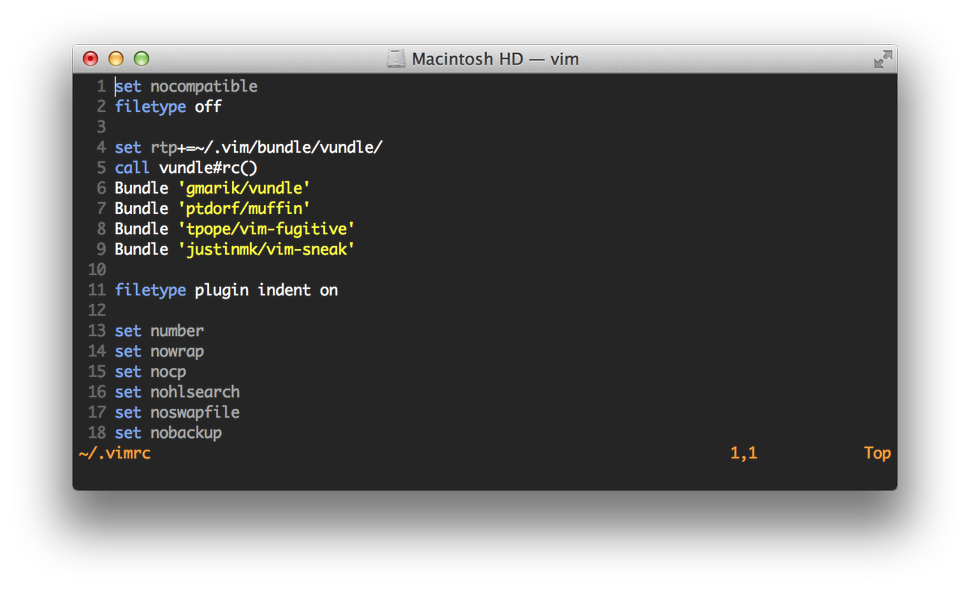 Macintosh HD — vim
1 set nocompatible
2 filetype off
3
4 set rtp+=~/.vim/bundle/vundle/
5 call vundle#rc()
6 Bundle 'gmarik/vundle'
7 Bundle 'ptdorf/muffin'
8 Bundle 'tpope/vim-fugitive'
9 Bundle 'justinmk/vim-sneak'
10
11 filetype plugin indent on
12
13 set number
14 set nowrap
15 set nocp
16 set nohlsearch
17 set noswapfile
18 set nobackup
~/.vimrc 1,1 Top